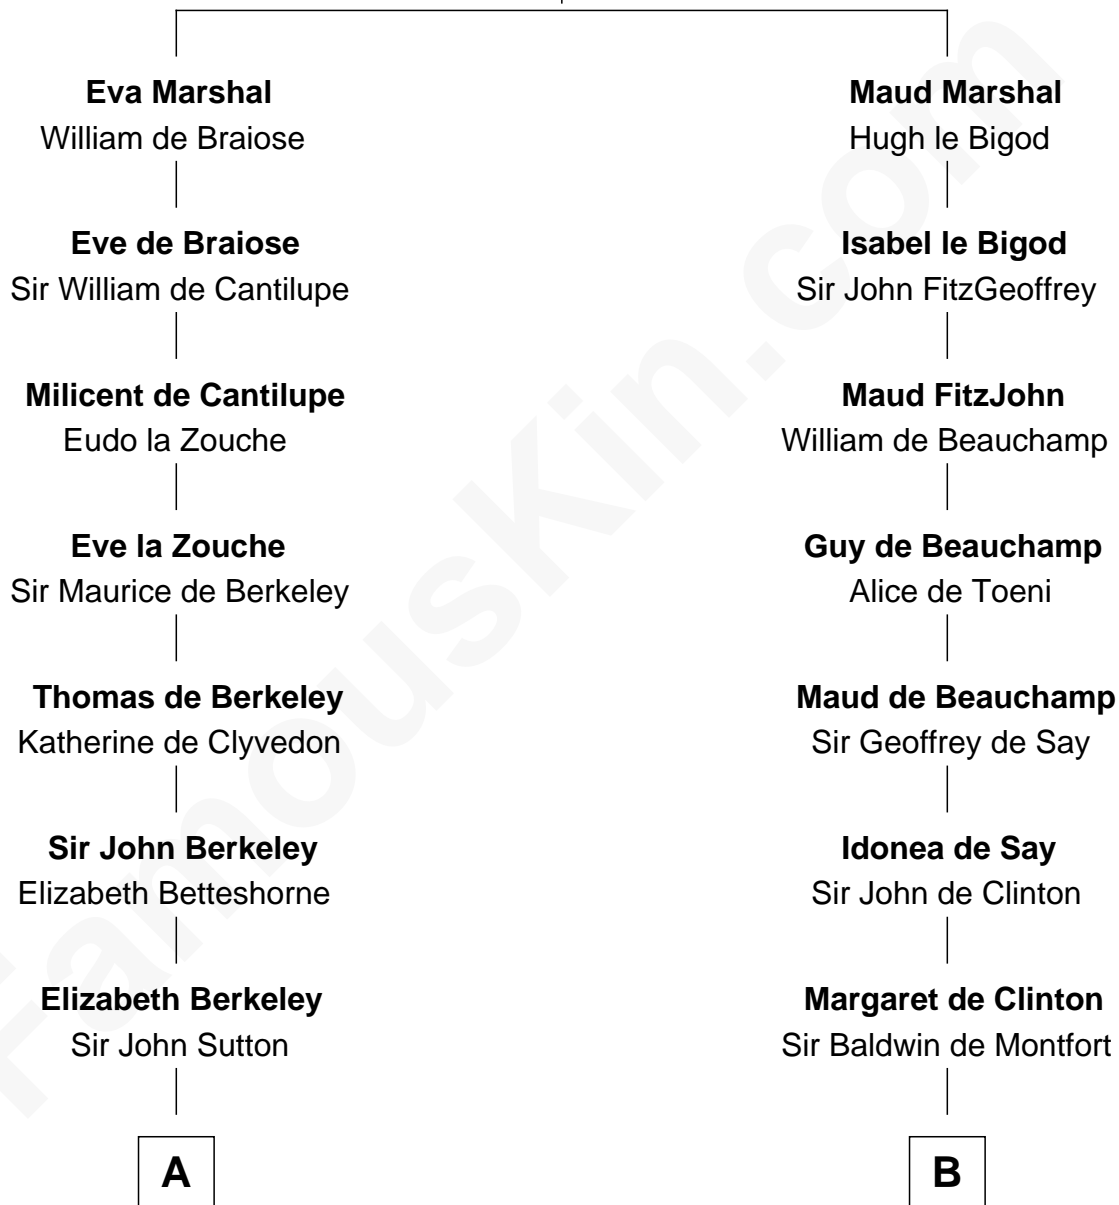 Eva Marshal
William de Braiose
Eve de Braiose
Sir William de Cantilupe
Milicent de Cantilupe
Eudo la Zouche
Eve la Zouche
Sir Maurice de Berkeley
Thomas de Berkeley
Katherine de Clyvedon
Sir John Berkeley
Elizabeth Betteshorne
Elizabeth Berkeley
Sir John Sutton
A
Maud Marshal
Hugh le Bigod
Isabel le Bigod
Sir John FitzGeoffrey
Maud FitzJohn
William de Beauchamp
Guy de Beauchamp
Alice de Toeni
Maud de Beauchamp
Sir Geoffrey de Say
Idonea de Say
Sir John de Clinton
Margaret de Clinton
Sir Baldwin de Montfort
B
FamousKin.com